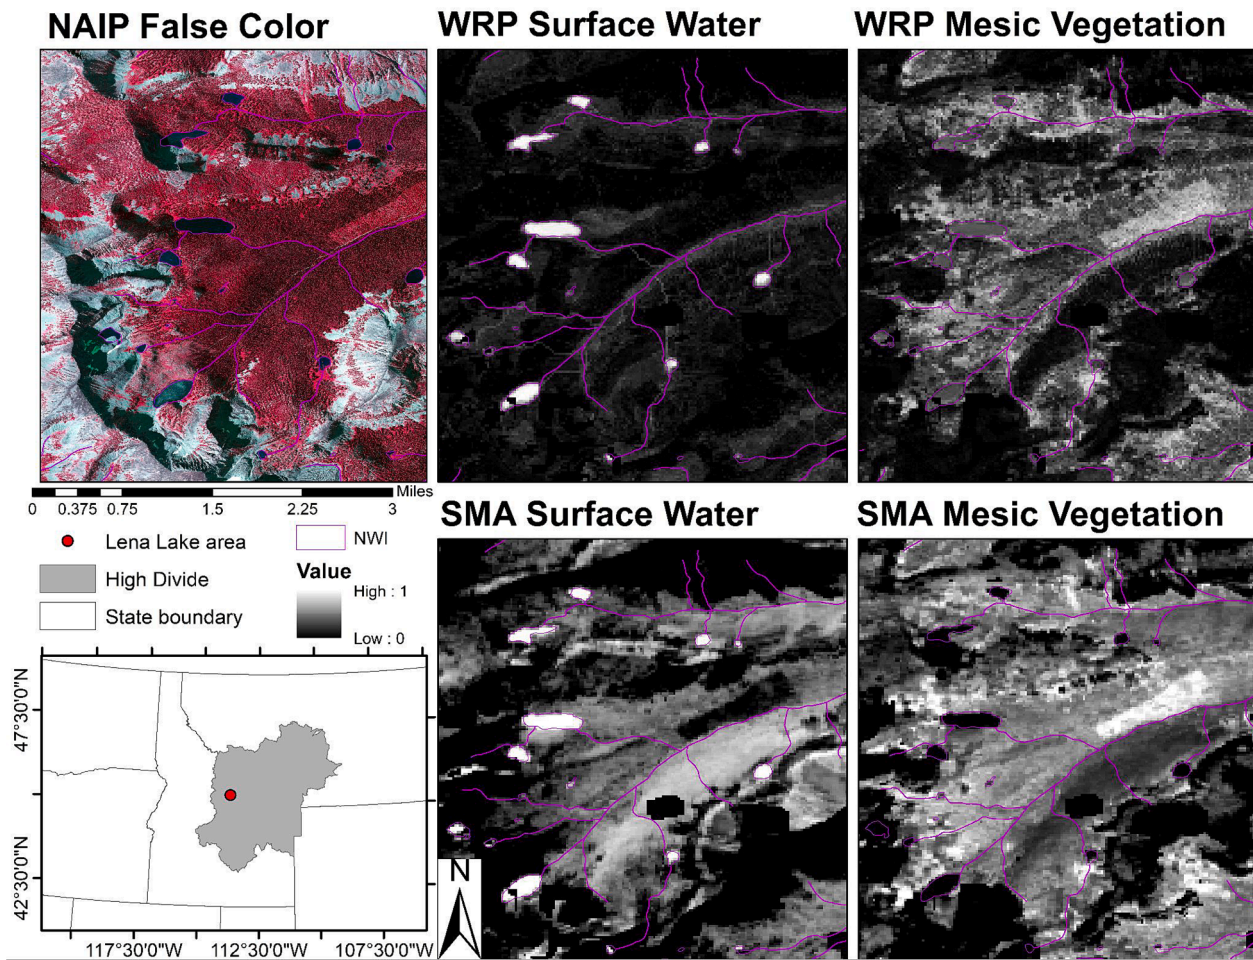 NAIP False Color
WRP Surface Water
WRP Mesic Vegetation
Miles
0 0.375 0.75 1.5 2.25 3
Lena Lake area
NWI
High Divide
State boundary
Value
High : 1
Low : 0
SMA Surface Water
SMA Mesic Vegetation
47°30'0"N
42°30'0"N
117°30'0"W 112°30'0"W 107°30'0"W
N